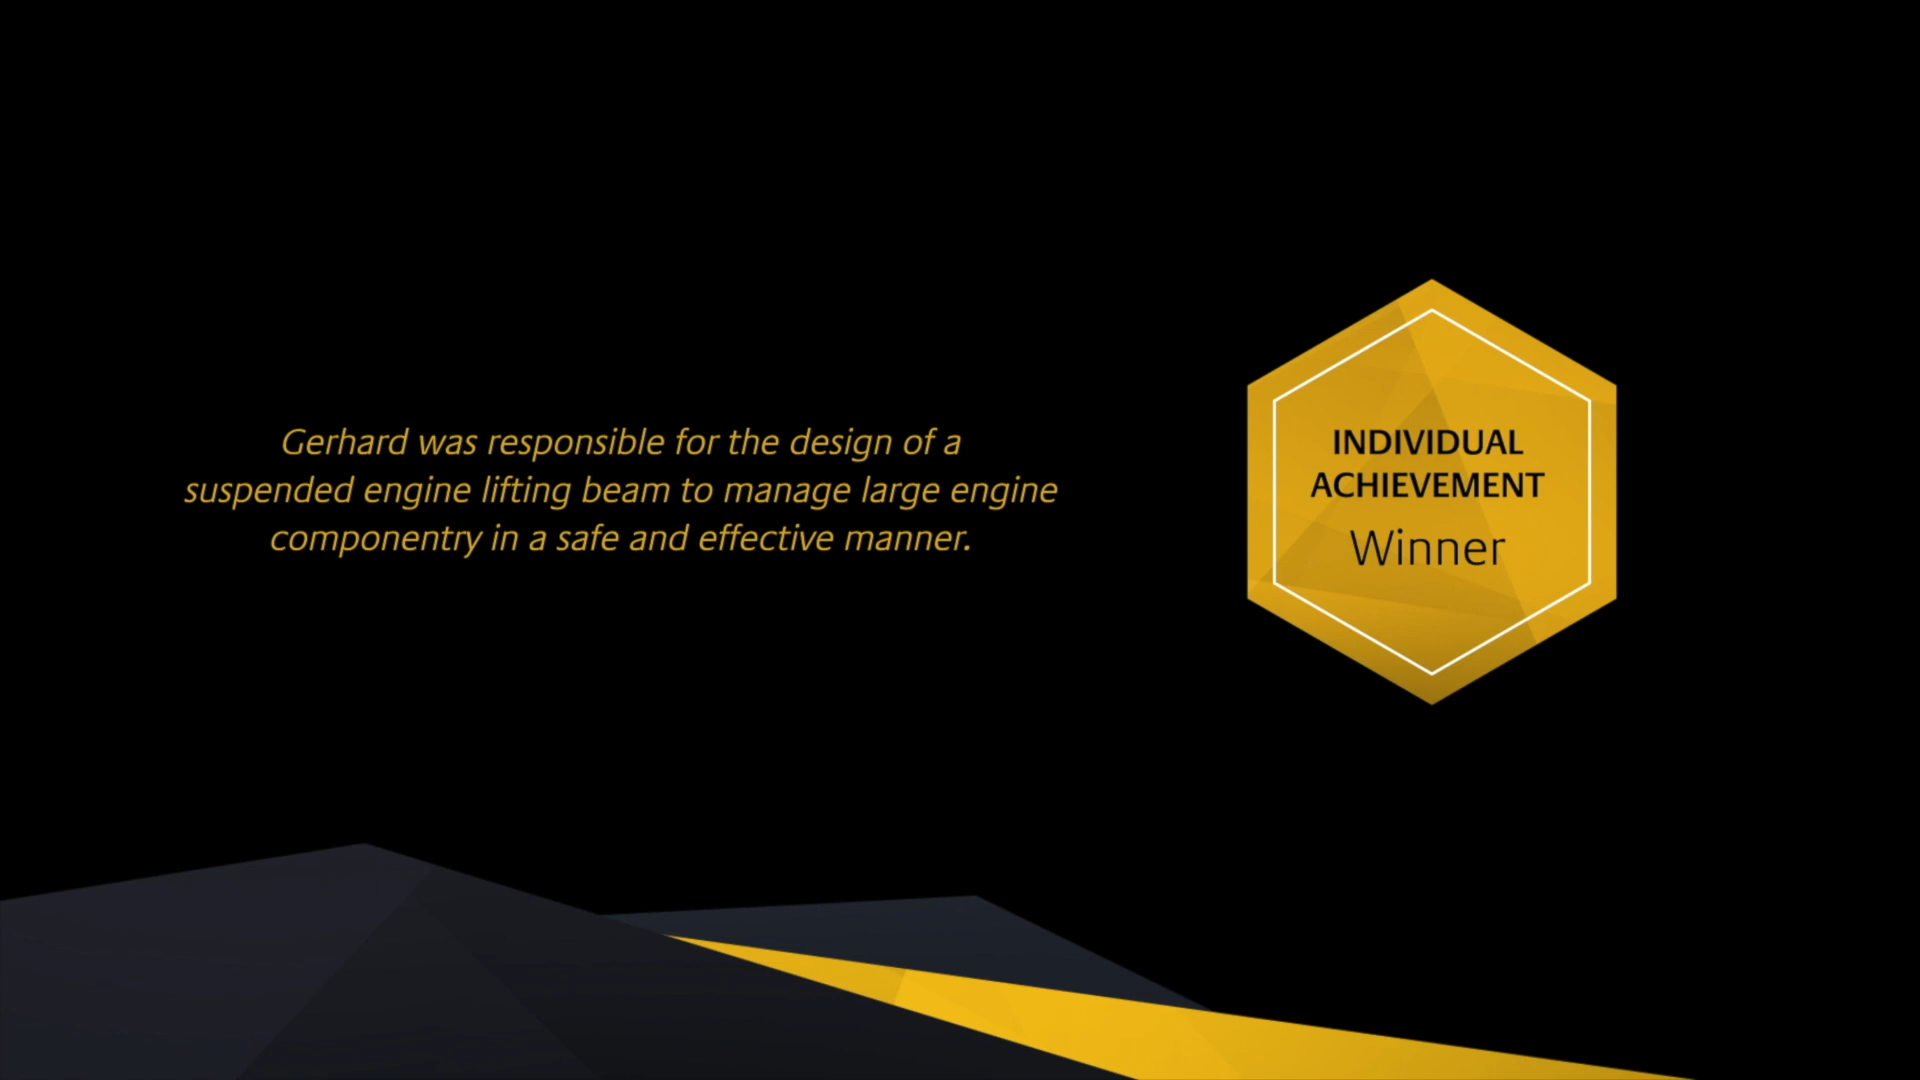 Gerhard was responsible for the design of a
suspended engine lifting beam to manage large engine
componentry in a safe and effective manner.
INDIVIDUAL
ACHIEVEMENT
Winner